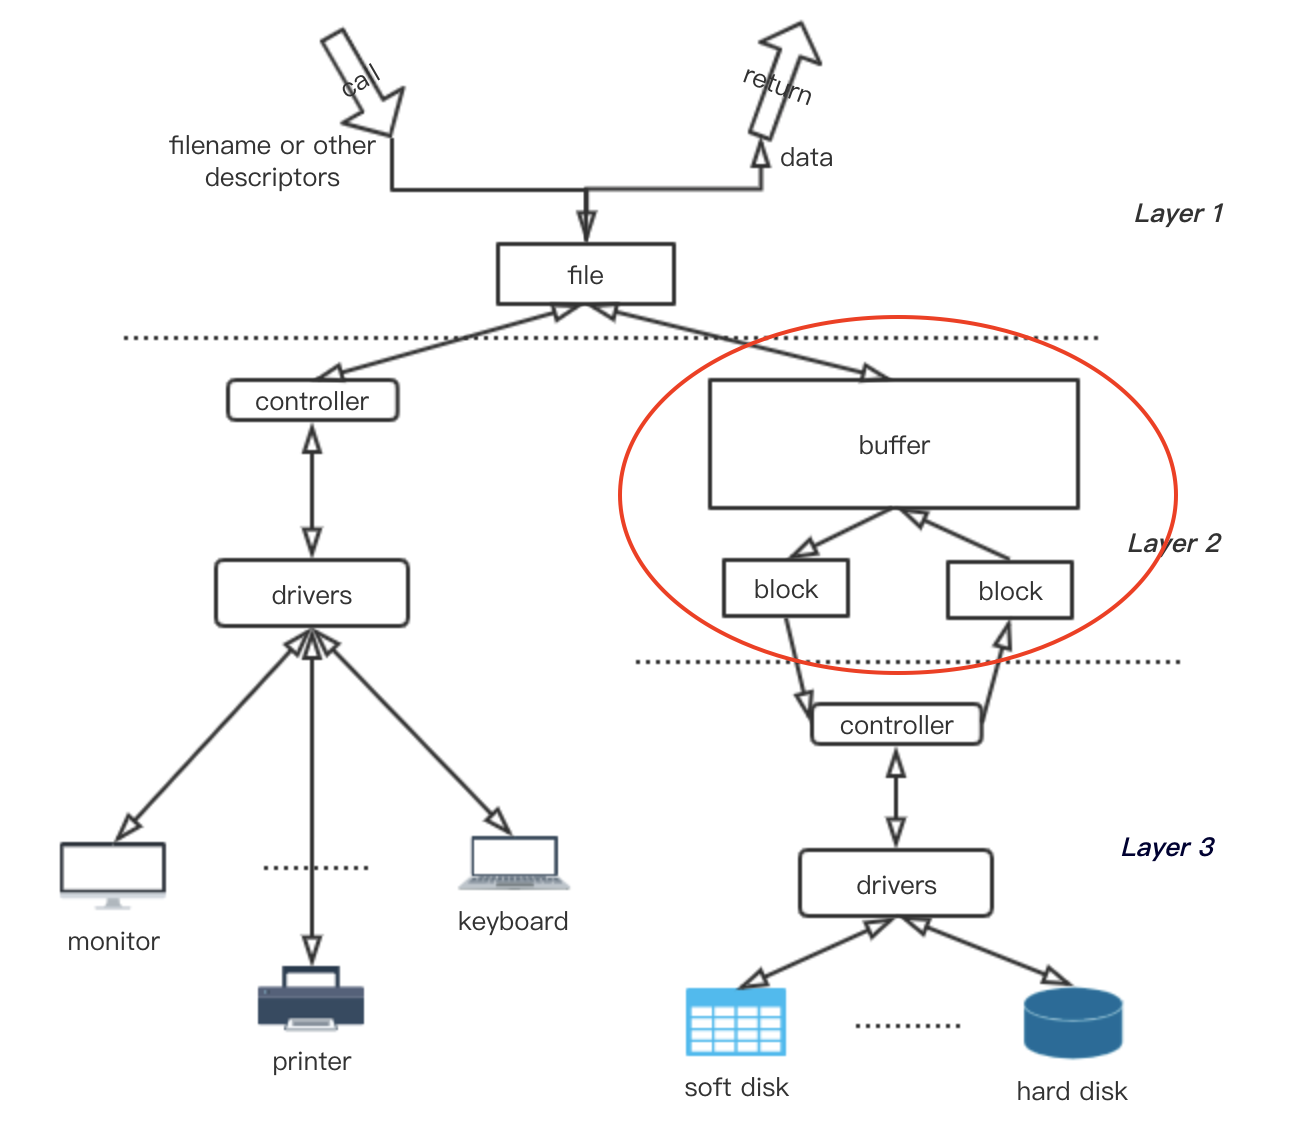 call
return
filename or other
descriptors
data
Layer 1
file
controller
buffer
Layer 2
drivers
block
block
controller
Layer 3
drivers
monitor
keyboard
printer
soft disk
hard disk